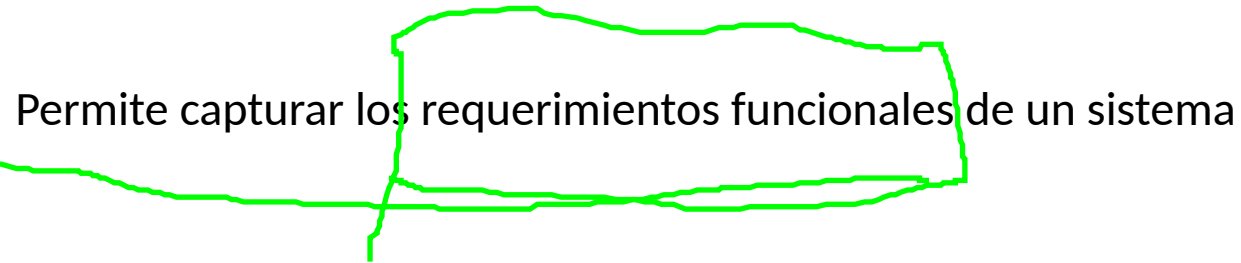 Permite capturar los requerimientos funcionales de un sistema